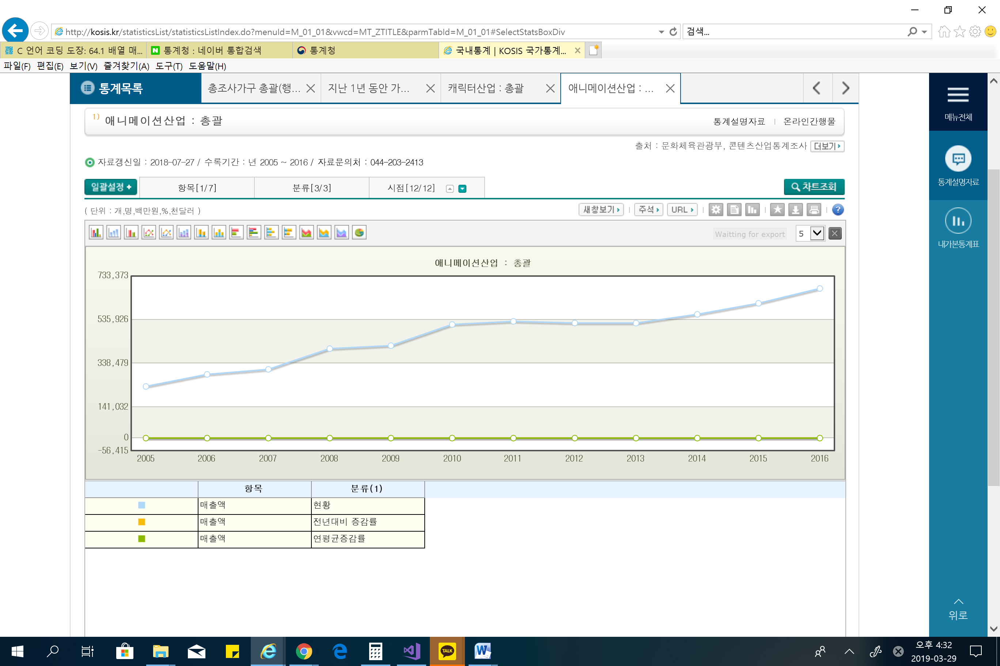 http://kosis.kr/statisticsList/statisticsListIndex.do?menuId=M_01_01&vwcd=MT_ZTITLE&parmTabId=M_01_01#SelectStatsBoxDiv 검색...
C 언어 코딩 도장: 64.1 배열 매... 통계청 : 네이버 통합검색 통계청 국내통계 | KOSIS 국가통계...
파일(F) 편집(E) 보기(V) 즐겨찾기(A) 도구(T) 도움말(H)
통계목록 총조사가구 총괄(행... 지난 1년 동안 가... 캐릭터산업 : 총괄 애니메이션산업 : ...
메뉴전체
1) 애니메이션산업 : 총괄 통계설명자료 온라인간행물
출처 : 문화체육관광부, 콘텐츠산업통계조사 더보기
자료갱신일 : 2018-07-27 / 수록기간 : 년 2005 ~ 2016 / 자료문의처 : 044-203-2413
통계설명자료
일괄설정 + 항목[1/7] 분류[3/3] 시점[12/12] 차트조회
( 단위 : 개,명,백만원,%,천달러 ) 새창보기 주석 URL ?
Waitting for export 5
내가본통계표
애니메이션산업 : 총괄
733,373
535,926
338,479
141,032
0
-56,415
2005 2006 2007 2008 2009 2010 2011 2012 2013 2014 2015 2016
항목 분류(1)
매출액 현황
매출액 전년대비 증감률
매출액 연평균증감률
위로
TALK
오후 4:32
2019-03-29